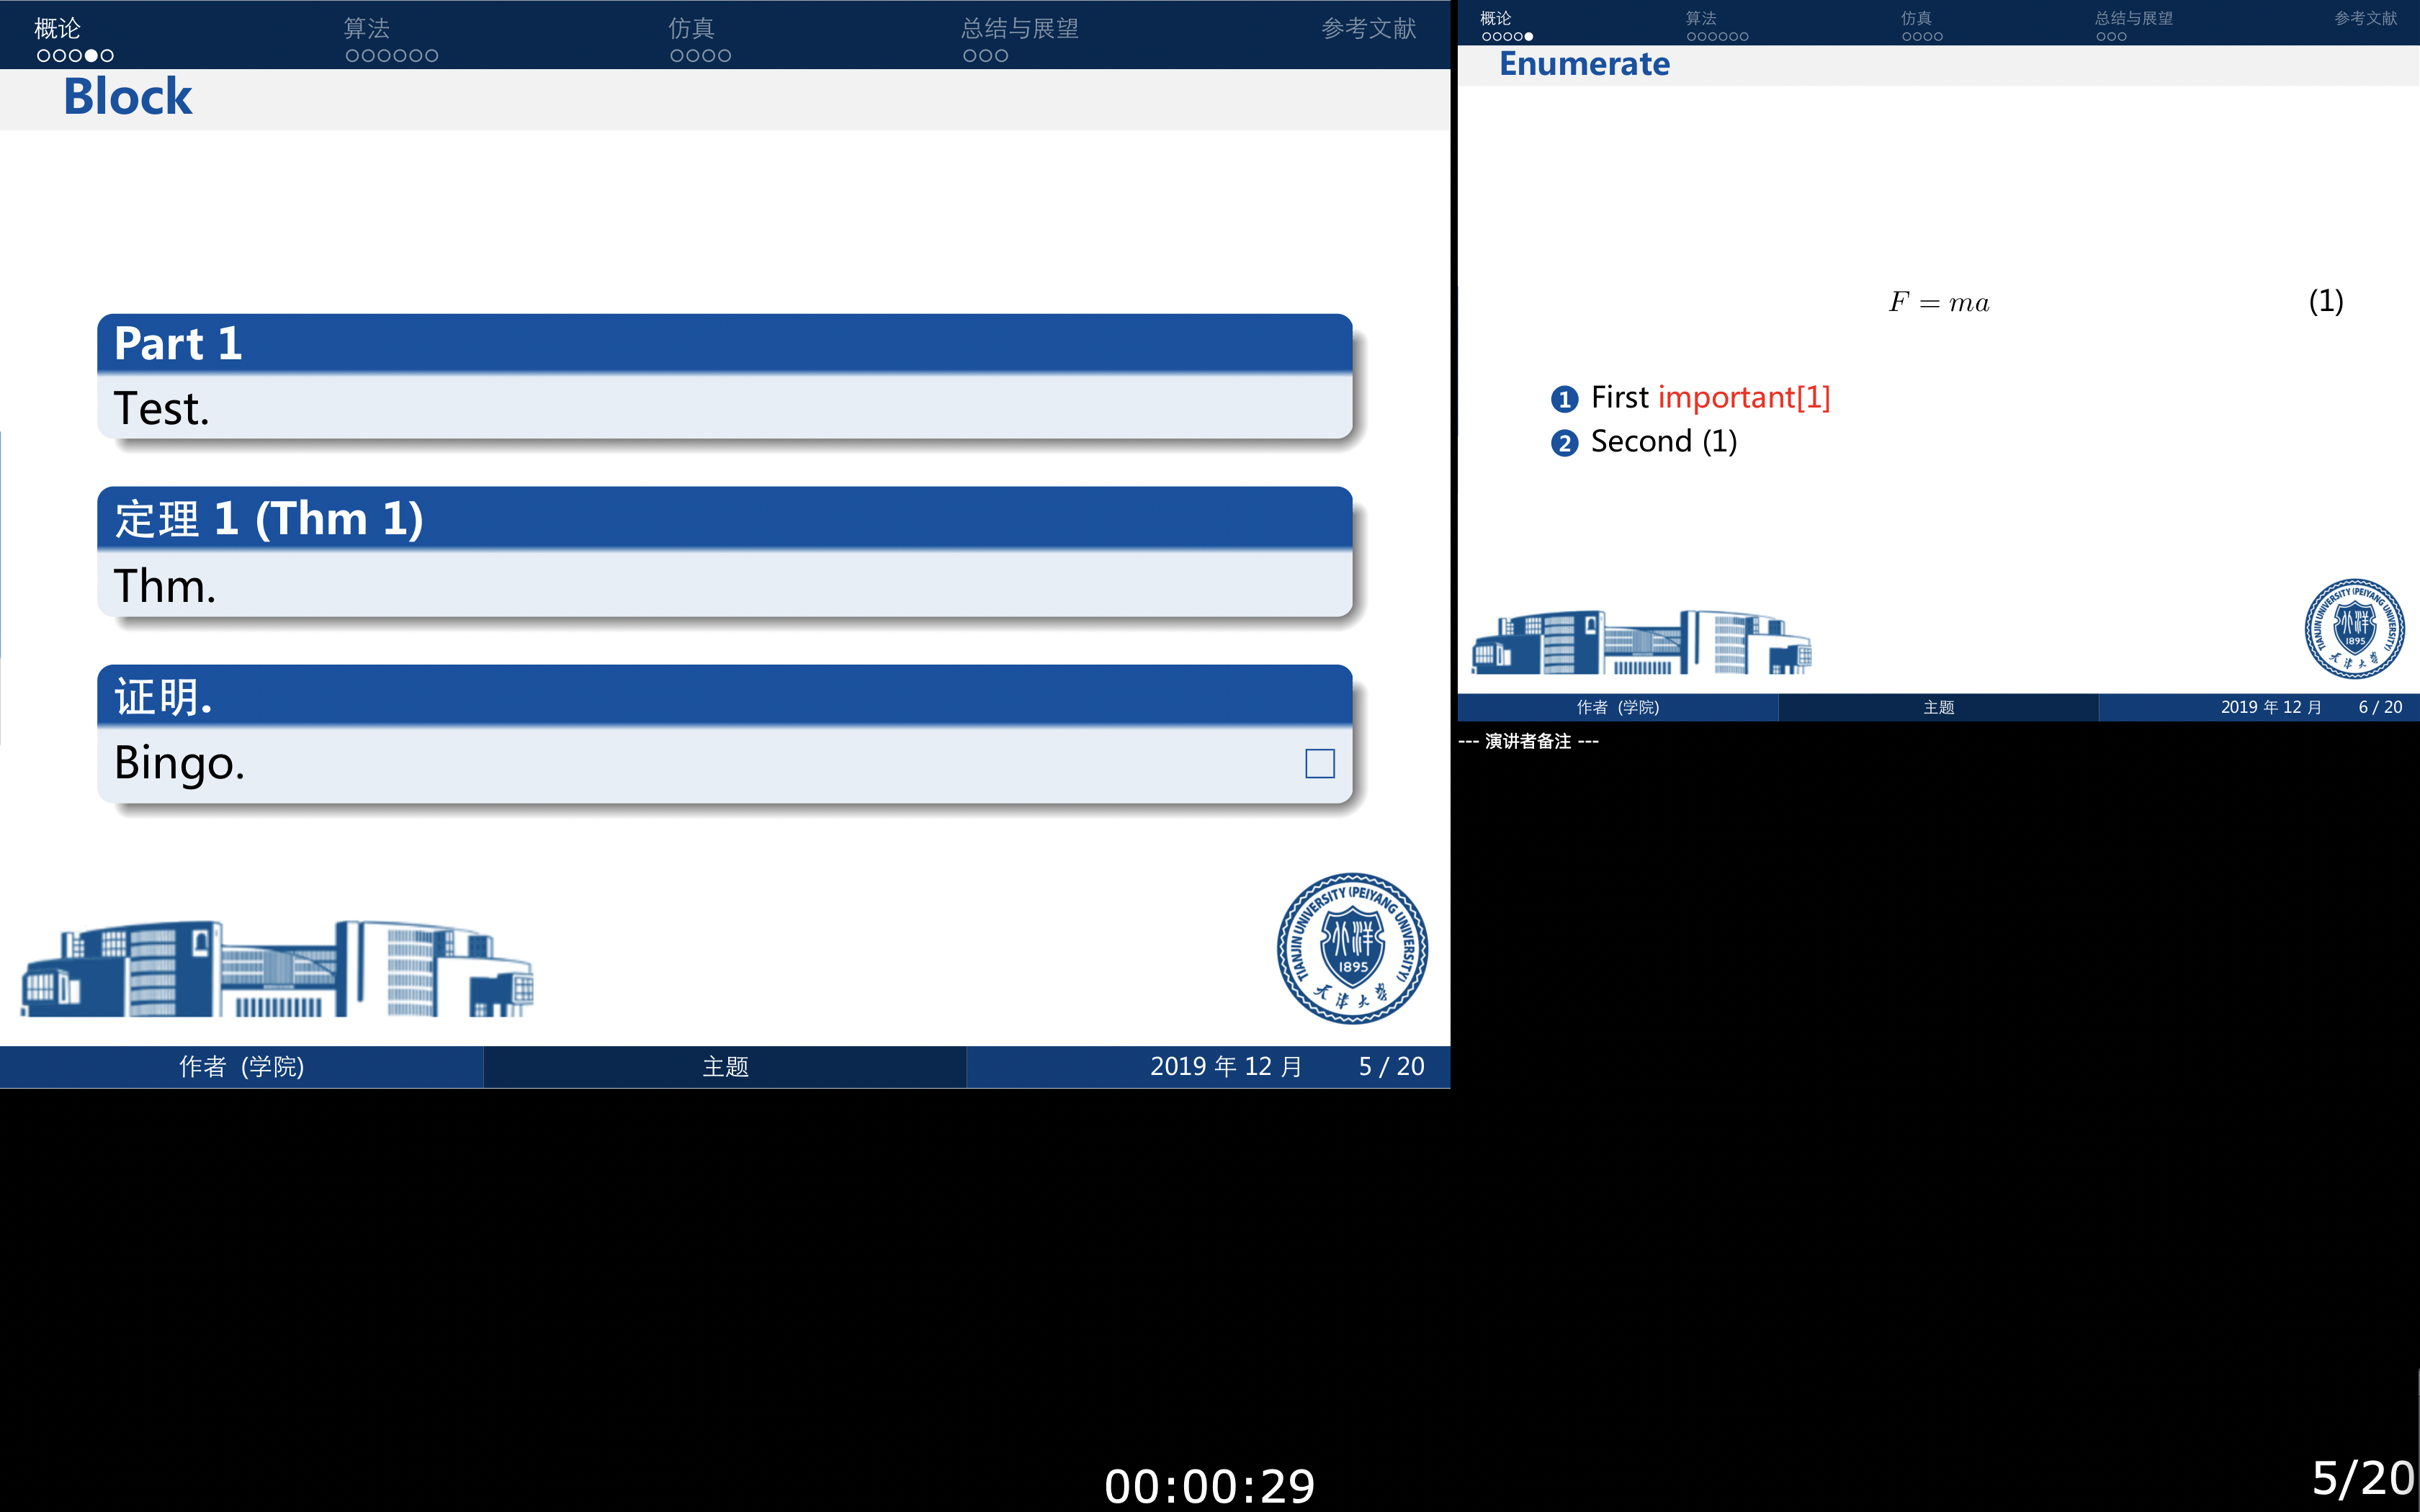 概论 算法 仿真 总结与展望 参考文献
Block
Part 1
Test.
定理 1 (Thm 1)
Thm.
证明.
Bingo.
TIANJIN UNIVERSITY (PEIYANG UNIVERSITY)
北洋
1895
天津大学
作者 (学院) 主题 2019 年 12 月 5 / 20
概论 算法 仿真 总结与展望 参考文献
Enumerate
F = ma (1)
1 First important[1]
2 Second (1)
TIANJIN UNIVERSITY (PEIYANG UNIVERSITY)
北洋
1895
天津大学
作者 (学院) 主题 2019 年 12 月 6 / 20
--- 演讲者备注 ---
00:00:29
5/20